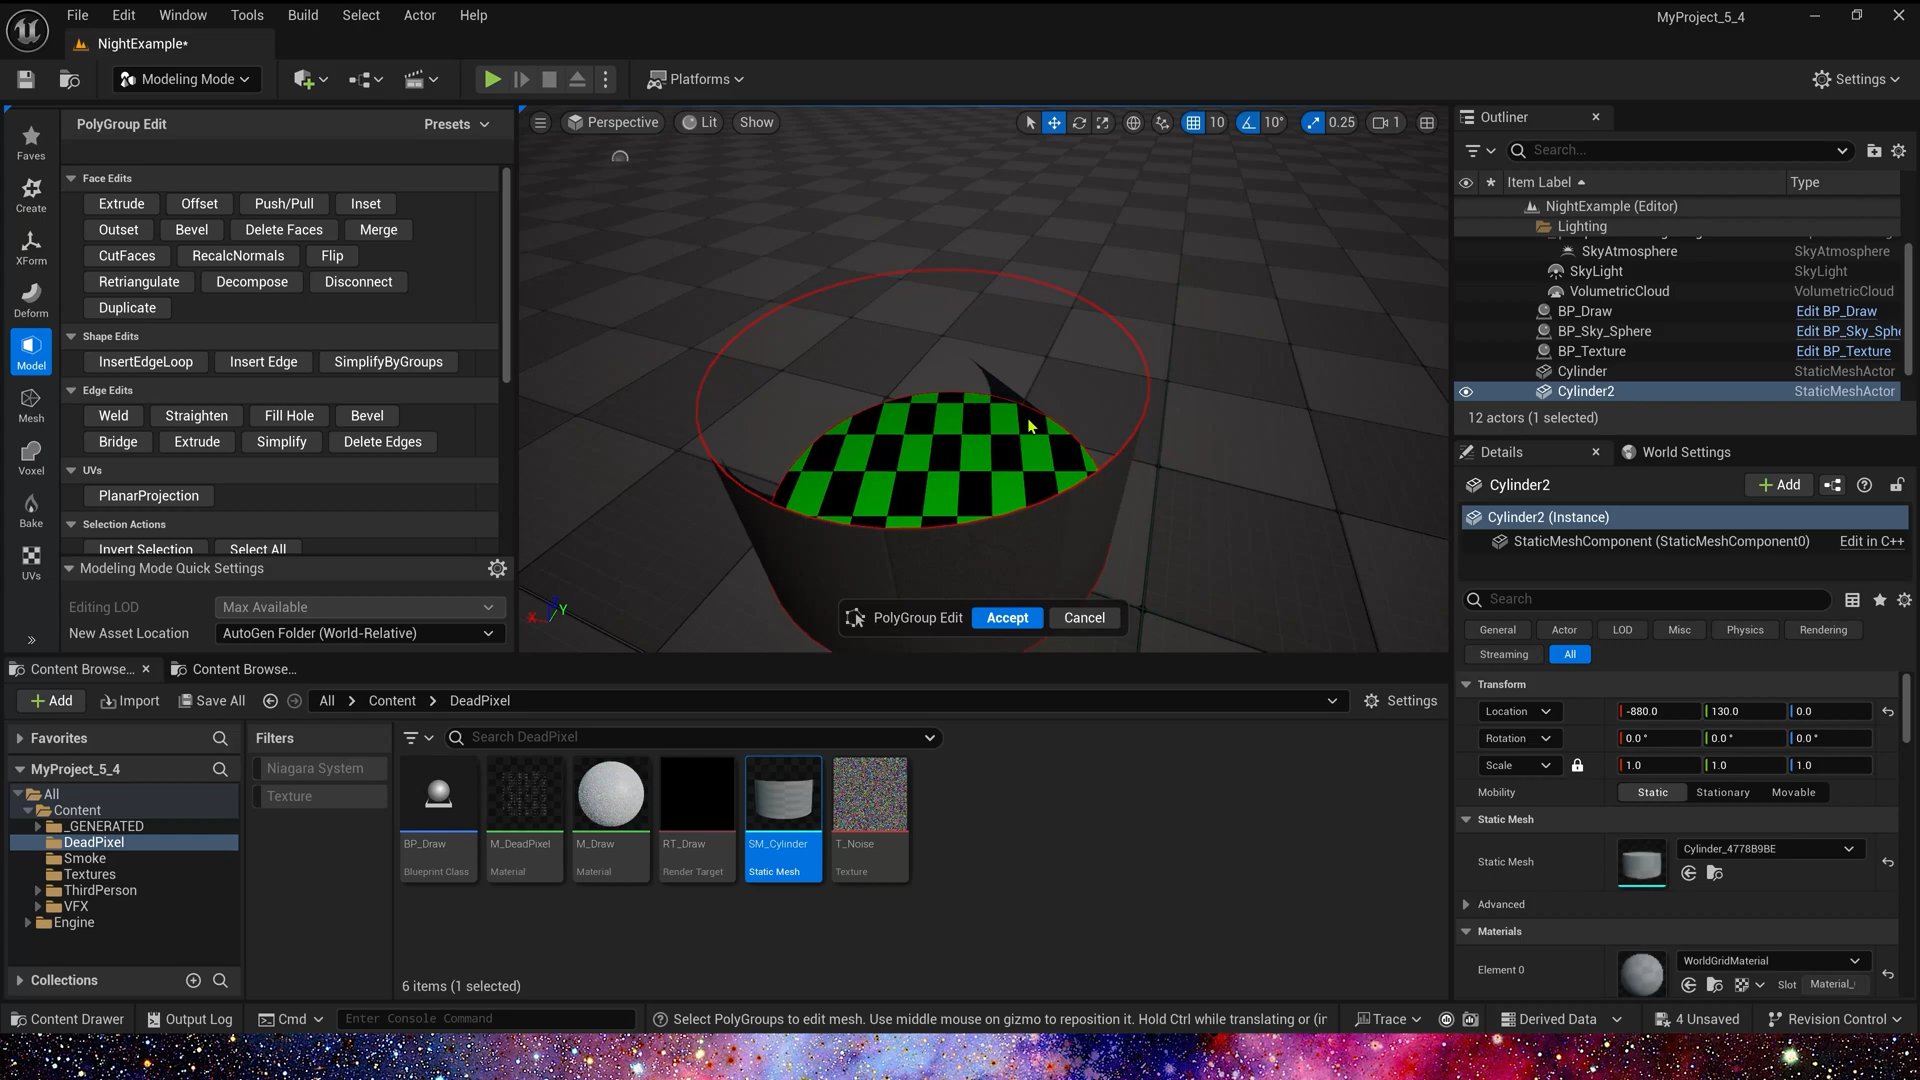 File Edit Window Tools Build Select Actor Help
MyProject_5_4
NightExample*
Modeling Mode
Platforms
Settings
PolyGroup Edit
Presets
Faves
Create
XForm
Deform
Model
Mesh
Voxel
Bake
UVs
Face Edits
Extrude Offset Push/Pull Inset
Outset Bevel Delete Faces Merge
CutFaces RecalcNormals Flip
Retriangulate Decompose Disconnect
Duplicate
Shape Edits
InsertEdgeLoop Insert Edge SimplifyByGroups
Edge Edits
Weld Straighten Fill Hole Bevel
Bridge Extrude Simplify Delete Edges
UVs
PlanarProjection
Selection Actions
Invert Selection Select All
Modeling Mode Quick Settings
Editing LOD Max Available
New Asset Location AutoGen Folder (World-Relative)
Perspective Lit Show
10 10° 0.25 1
X Y
PolyGroup Edit Accept Cancel
Outliner
Search...
Item Label Type
NightExample (Editor)
Lighting
SkyAtmosphere SkyAtmosphere
SkyLight SkyLight
VolumetricCloud VolumetricCloud
BP_Draw Edit BP_Draw
BP_Sky_Sphere Edit BP_Sky_Sph
BP_Texture Edit BP_Texture
Cylinder StaticMeshActor
Cylinder2 StaticMeshActor
12 actors (1 selected)
Details World Settings
Cylinder2 Add
Cylinder2 (Instance)
StaticMeshComponent (StaticMeshComponent0) Edit in C++
Search
General Actor LOD Misc Physics Rendering
Streaming All
Transform
Location -880.0 130.0 0.0
Rotation 0.0° 0.0° 0.0°
Scale 1.0 1.0 1.0
Mobility Static Stationary Movable
Static Mesh
Static Mesh Cylinder_4778B9BE
Advanced
Materials
Element 0 WorldGridMaterial
Slot Material_
Content Browse... Content Browse...
Add Import Save All All Content DeadPixel Settings
Favorites
MyProject_5_4
All
Content
_GENERATED
DeadPixel
Smoke
Textures
ThirdPerson
VFX
Engine
Collections
Filters
Niagara System
Texture
Search DeadPixel
BP_Draw M_DeadPixel M_Draw RT_Draw SM_Cylinder T_Noise
Blueprint Class Material Material Render Target Static Mesh Texture
6 items (1 selected)
Content Drawer Output Log Cmd Enter Console Command Select PolyGroups to edit mesh. Use middle mouse on gizmo to reposition it. Hold Ctrl while translating or (ir Trace Derived Data 4 Unsaved Revision Control